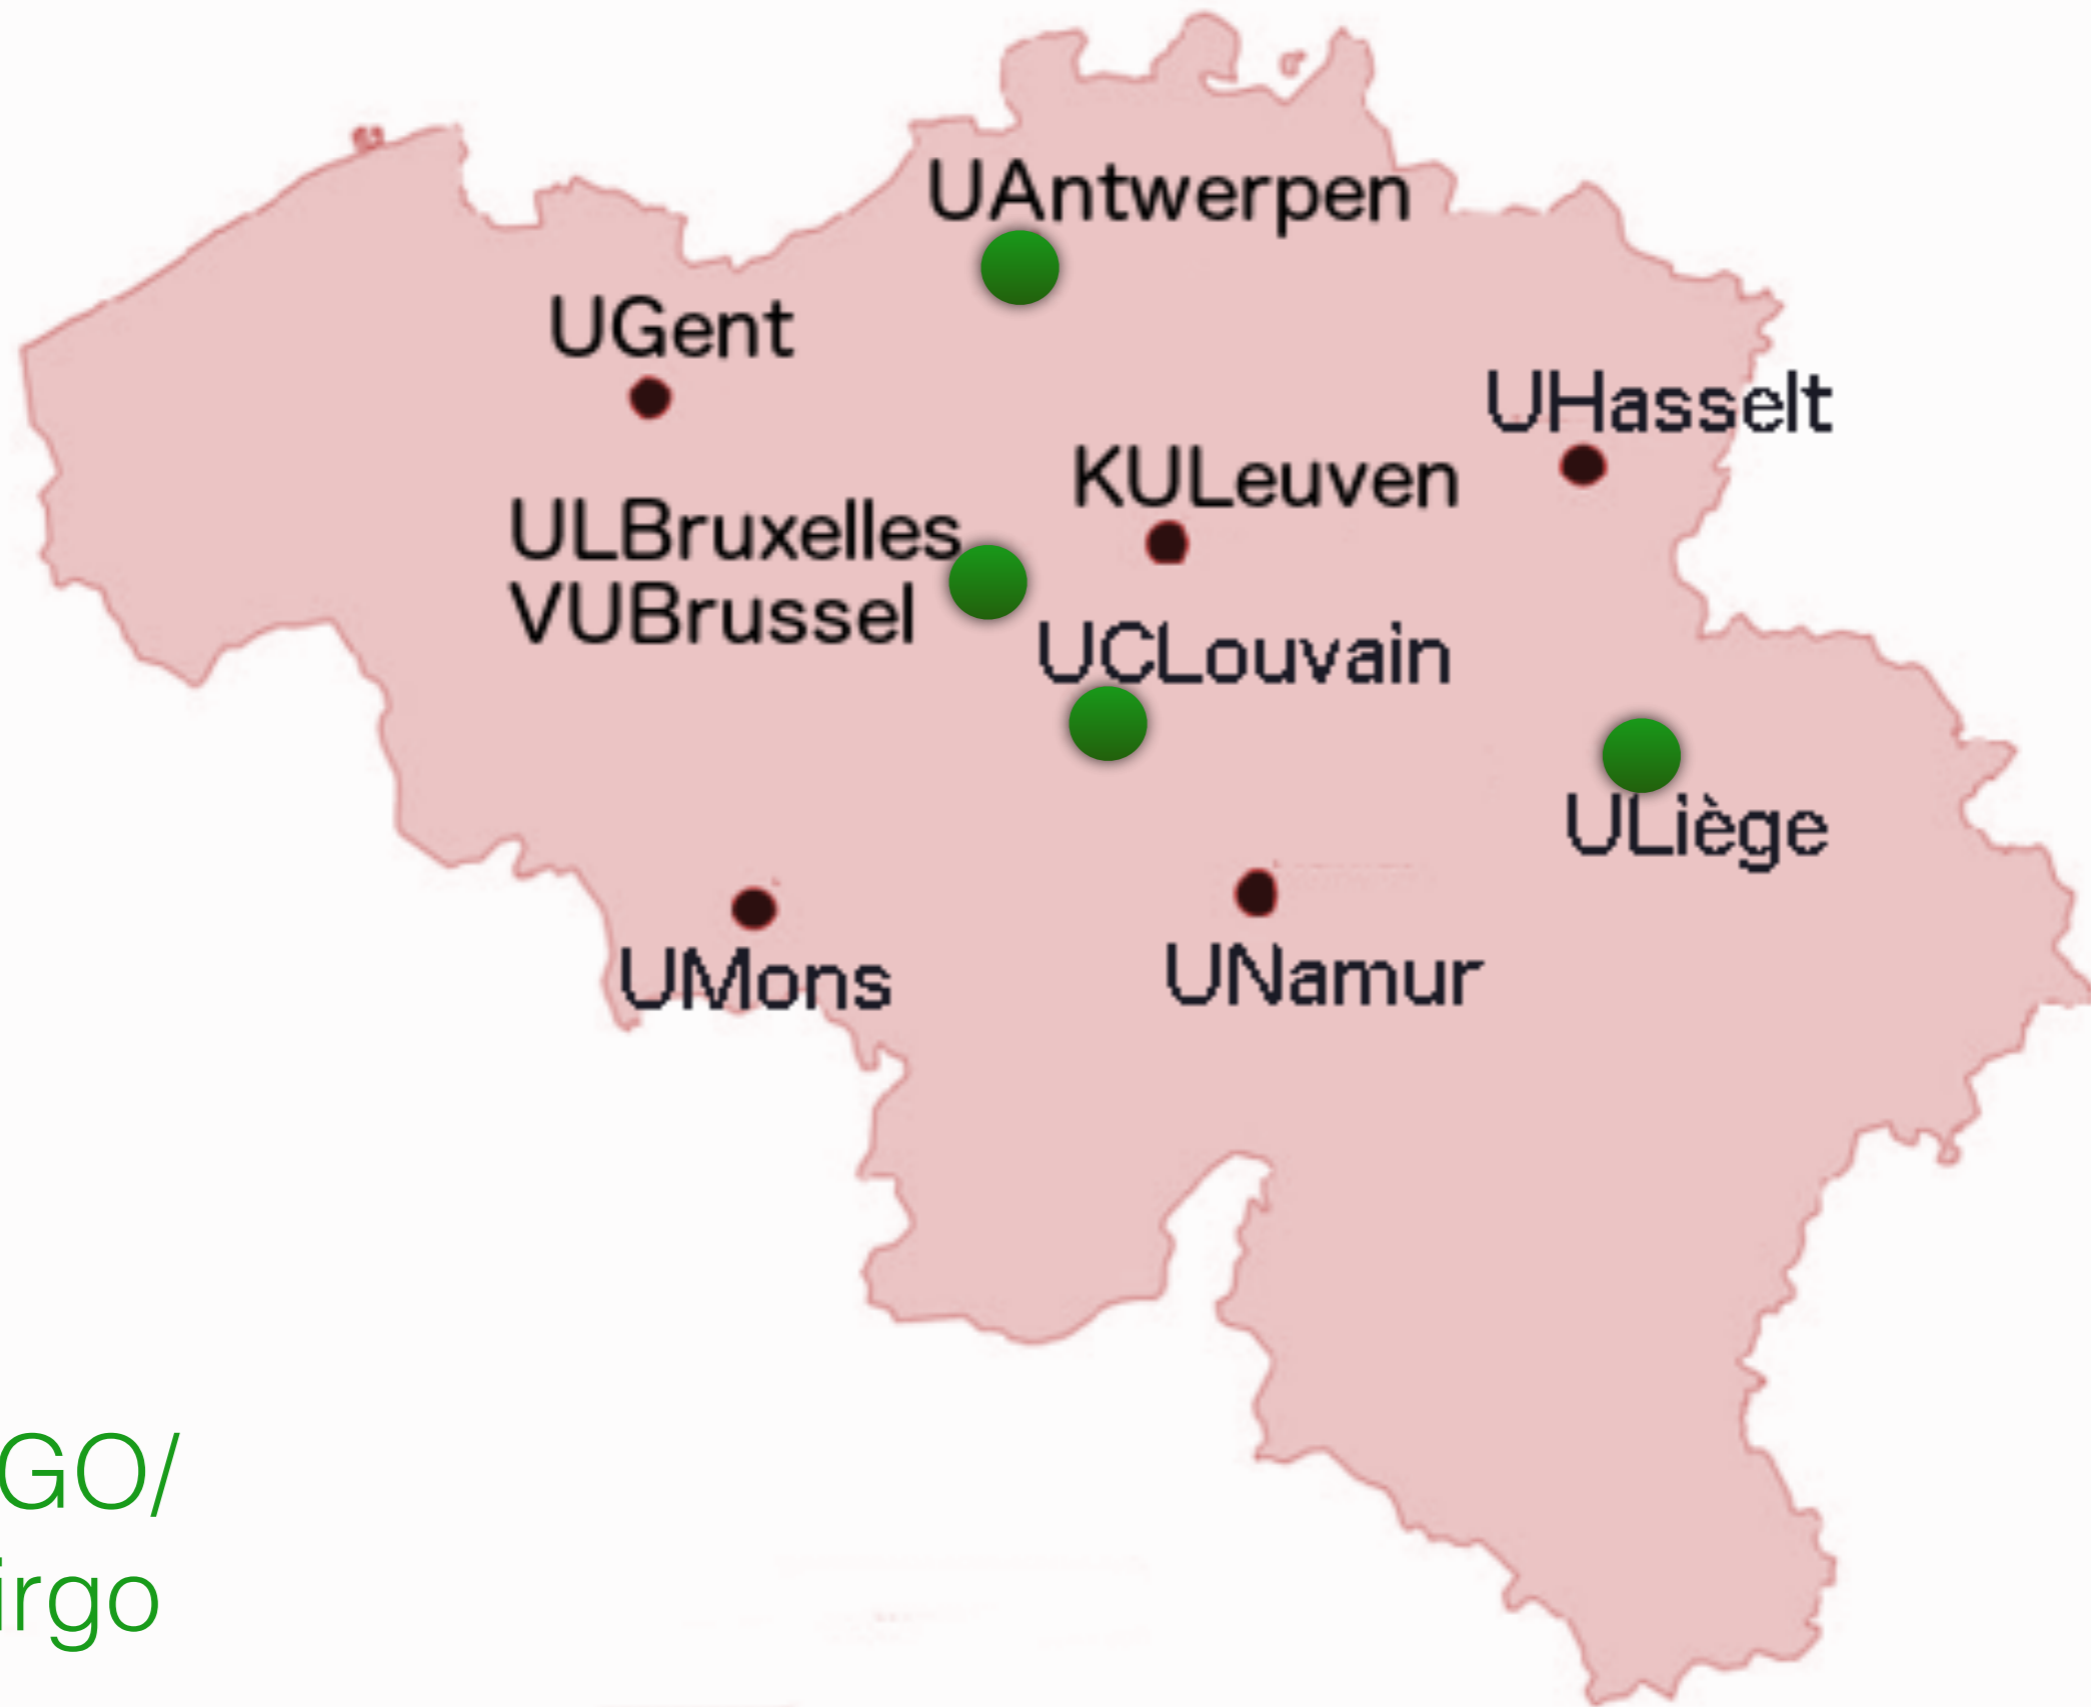 UAntwerpen
UGent
UHasselt
KULeuven
ULBruxelles
VUBrussel
UCLouvain
ULiège
UMons
UNamur
GO/
irgo